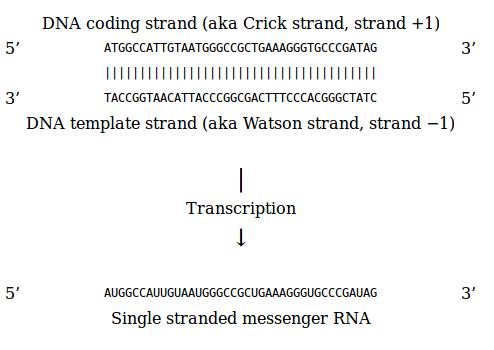 DNA coding strand (aka Crick strand, strand +1)
5’ ATGGCCATTGTAATGGGCCGCTGAAAGGGTGCCCGATAG 3’
|||||||||||||||||||||||||||||||||||||||
3’ TACCGGTAACATTACCCGGCGACTTTCCCACGGGCTATC 5’
DNA template strand (aka Watson strand, strand −1)
|
Transcription
↓
5’ AUGGCCAUUGUAAUGGGCCGCUGAAAGGGUGCCCGAUAG 3’
Single stranded messenger RNA